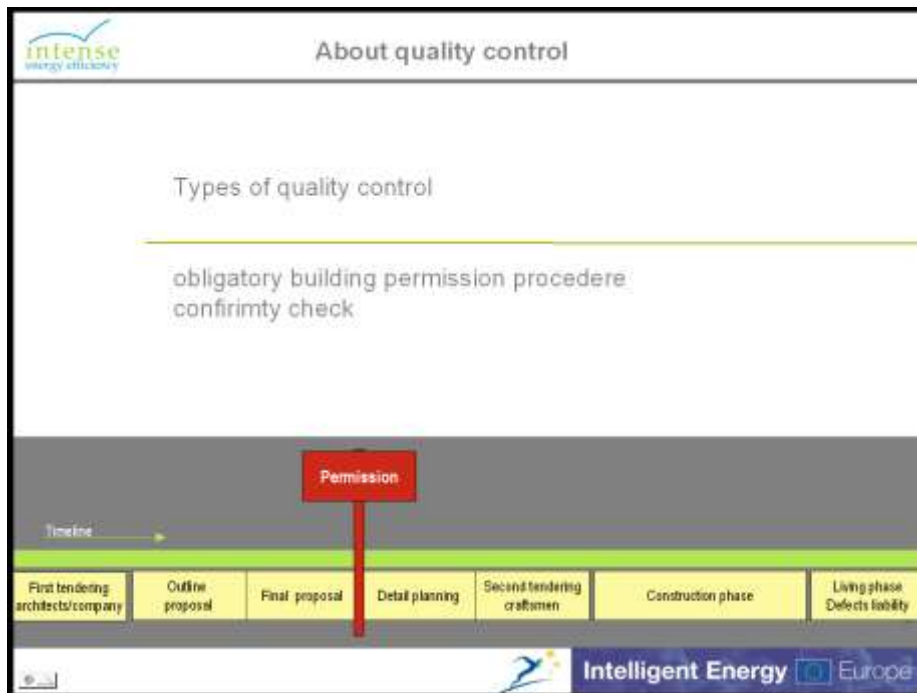 intense
energy efficiency
About quality control
Types of quality control
obligatory building permission procedere
confirimty check
Permission
Timeline
First tendering
architects/company
Outline
proposal
Final proposal
Detail planning
Second tendering
craftsmen
Construction phase
Living phase
Defects liability
Intelligent Energy Europe